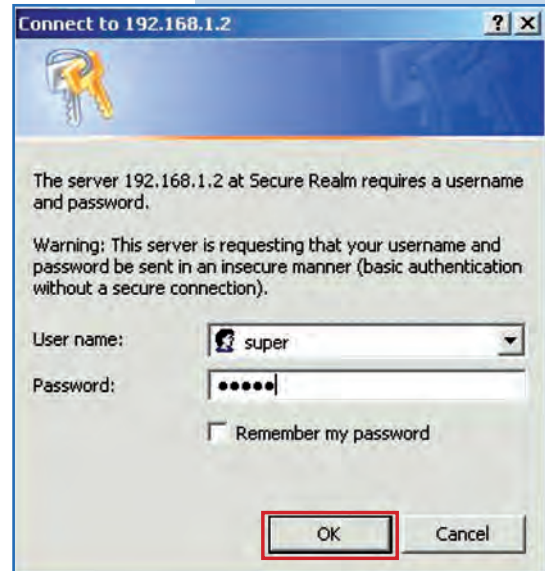 Connect to 192.168.1.2
The server 192.168.1.2 at Secure Realm requires a username
and password.
Warning: This server is requesting that your username and
password be sent in an insecure manner (basic authentication
without a secure connection).
User name:
super
Password:
•••••
Remember my password
OK
Cancel